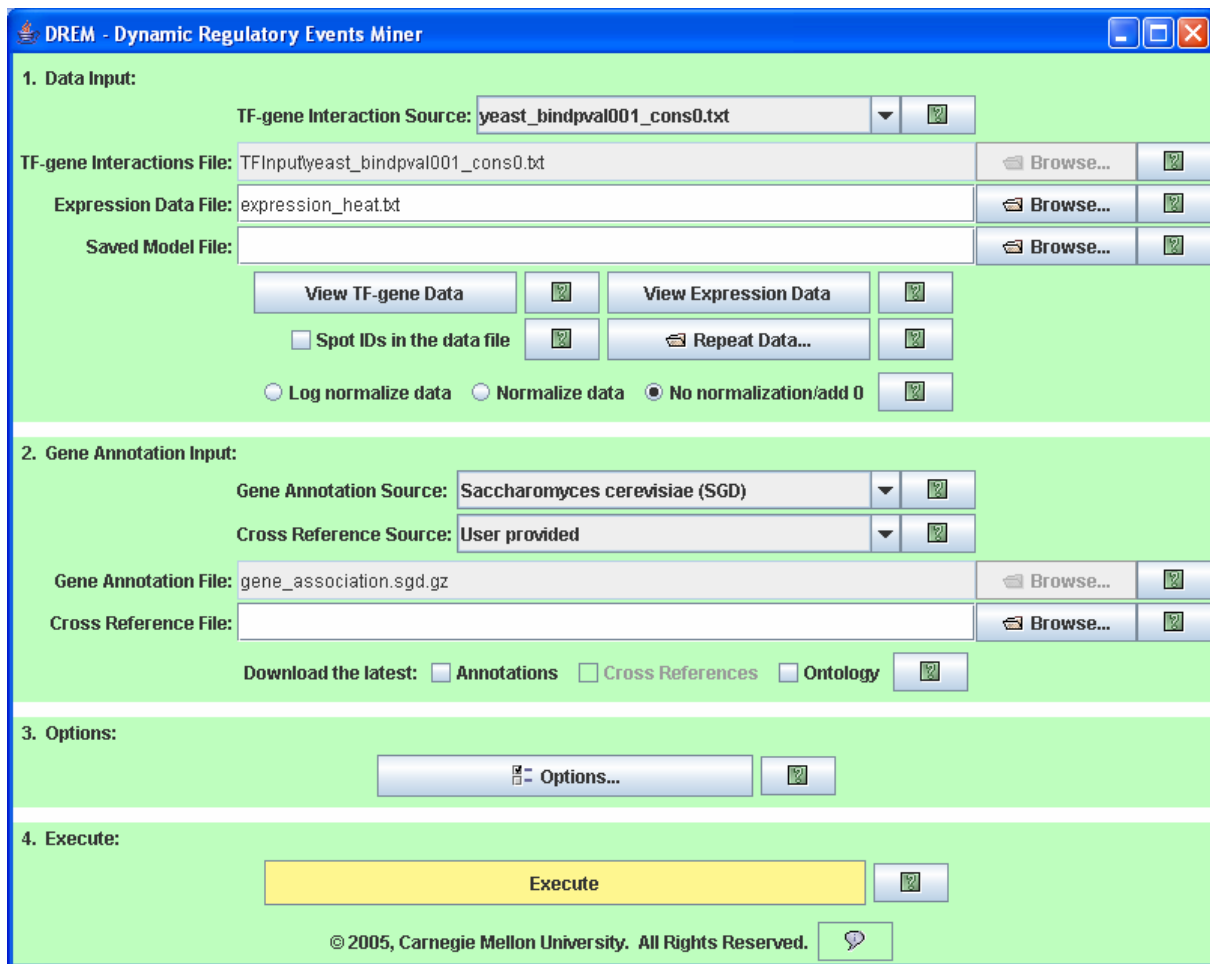 DREM - Dynamic Regulatory Events Miner
1. Data Input:
TF-gene Interaction Source: yeast_bindpval001_cons0.txt
TF-gene Interactions File: TFInput\yeast_bindpval001_cons0.txt Browse...
Expression Data File: expression_heat.txt Browse...
Saved Model File: Browse...
View TF-gene Data View Expression Data
Spot IDs in the data file Repeat Data...
Log normalize data Normalize data No normalization/add 0
2. Gene Annotation Input:
Gene Annotation Source: Saccharomyces cerevisiae (SGD)
Cross Reference Source: User provided
Gene Annotation File: gene_association.sgd.gz Browse...
Cross Reference File: Browse...
Download the latest: Annotations Cross References Ontology
3. Options:
Options...
4. Execute:
Execute
© 2005, Carnegie Mellon University. All Rights Reserved.